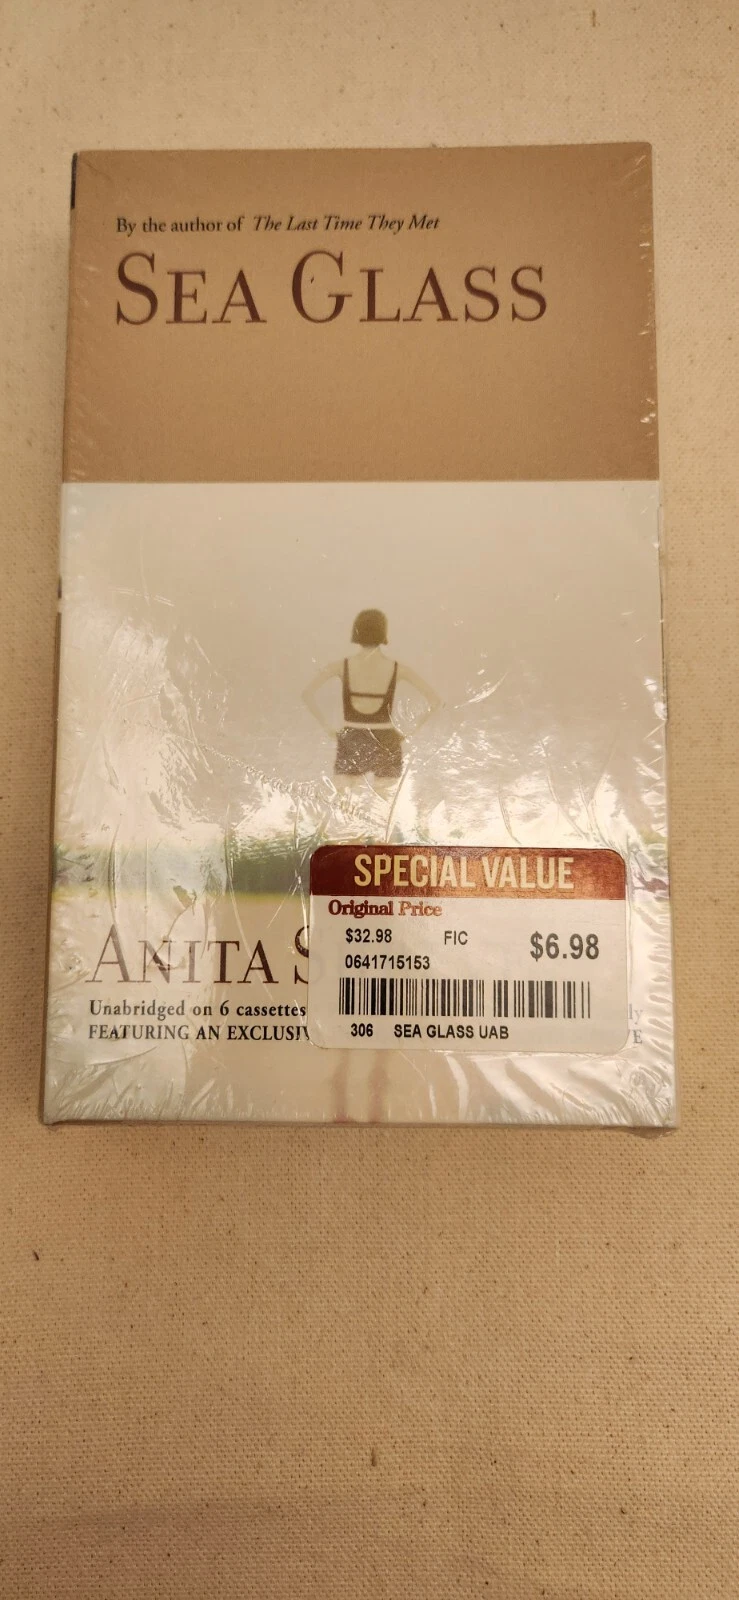 By the author of The Last Time They Met
SEA GLASS
SPECIAL VALUE
Original Price
$32.98 FIC $6.98
0641715153
306 SEA GLASS UAB
ANITA
Unabridged on 6 cassettes
FEATURING AN